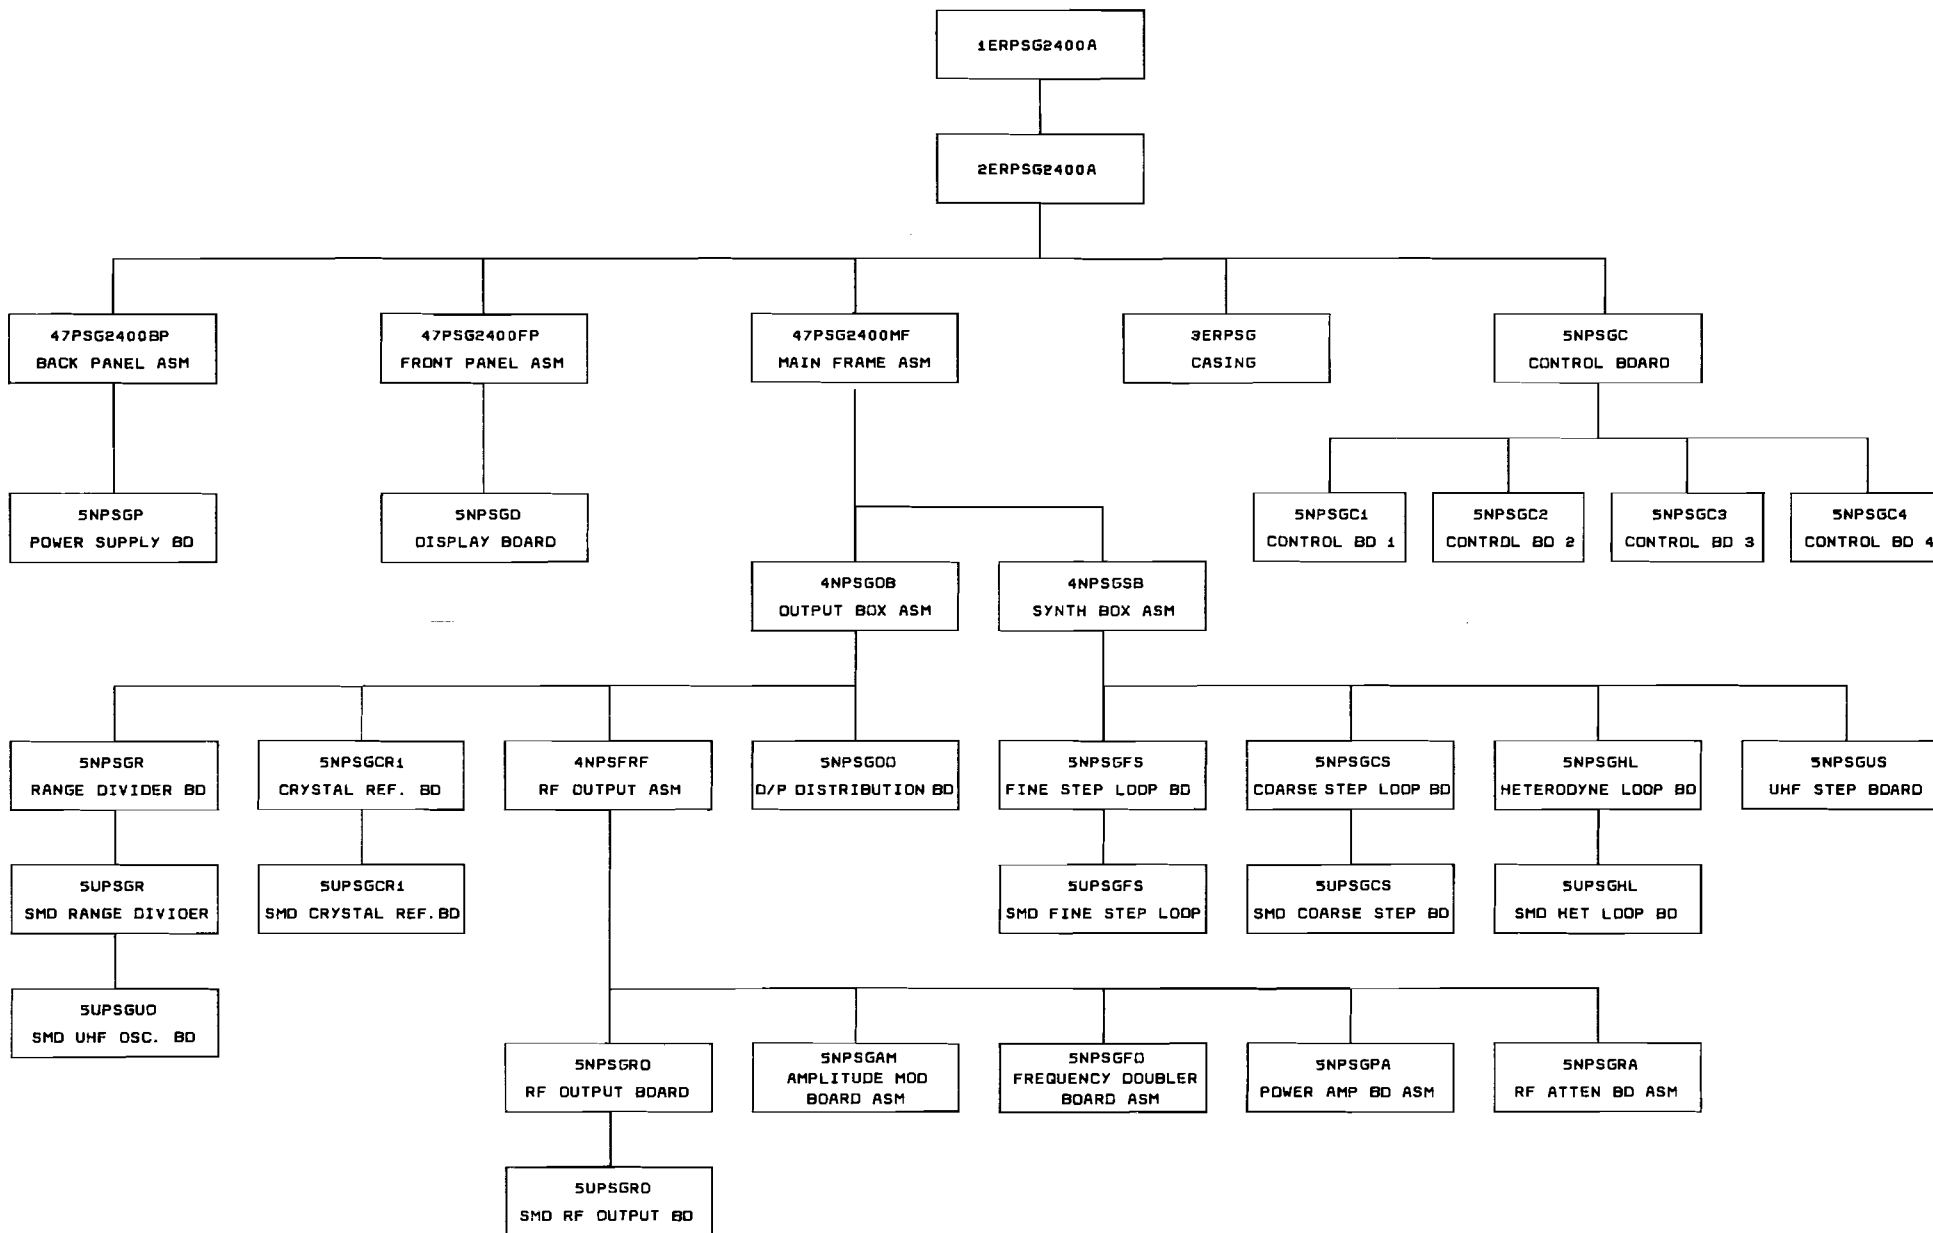 1ERPSG2400A
2ERPSG2400A
47PSG2400BP
BACK PANEL ASM
47PSG2400FP
FRONT PANEL ASM
47PSG2400MF
MAIN FRAME ASM
3ERPSG
CASING
5NPSGC
CONTROL BOARD
5NPSGP
POWER SUPPLY BD
5NPSGD
DISPLAY BOARD
5NPSGC1
CONTROL BD 1
5NPSGC2
CONTROL BD 2
5NPSGC3
CONTROL BD 3
5NPSGC4
CONTROL BD 4
4NPSGOB
OUTPUT BOX ASM
4NPSGSB
SYNTH BOX ASM
5NPSGR
RANGE DIVIDER BD
5NPSGCR1
CRYSTAL REF. BD
4NPSFRF
RF OUTPUT ASM
5NPSGOD
O/P DISTRIBUTION BD
5NPSGFS
FINE STEP LOOP BD
5NPSGCS
COARSE STEP LOOP BD
5NPSGHL
HETERODYNE LOOP BD
5NPSGUS
UHF STEP BOARD
5UPSGR
SMD RANGE DIVIDER
5UPSGCR1
SMD CRYSTAL REF. BD
5UPSGFS
SMD FINE STEP LOOP
5UPSGCS
SMD COARSE STEP BD
5UPSGHL
SMD HET LOOP BD
5UPSGUO
SMD UHF OSC. BD
5NPSGRO
RF OUTPUT BOARD
5NPSGAM
AMPLITUDE MOD
BOARD ASM
5NPSGFD
FREQUENCY DOUBLER
BOARD ASM
5NPSGPA
POWER AMP BD ASM
5NPSGRA
RF ATTEN BD ASM
5UPSGRO
SMD RF OUTPUT BD